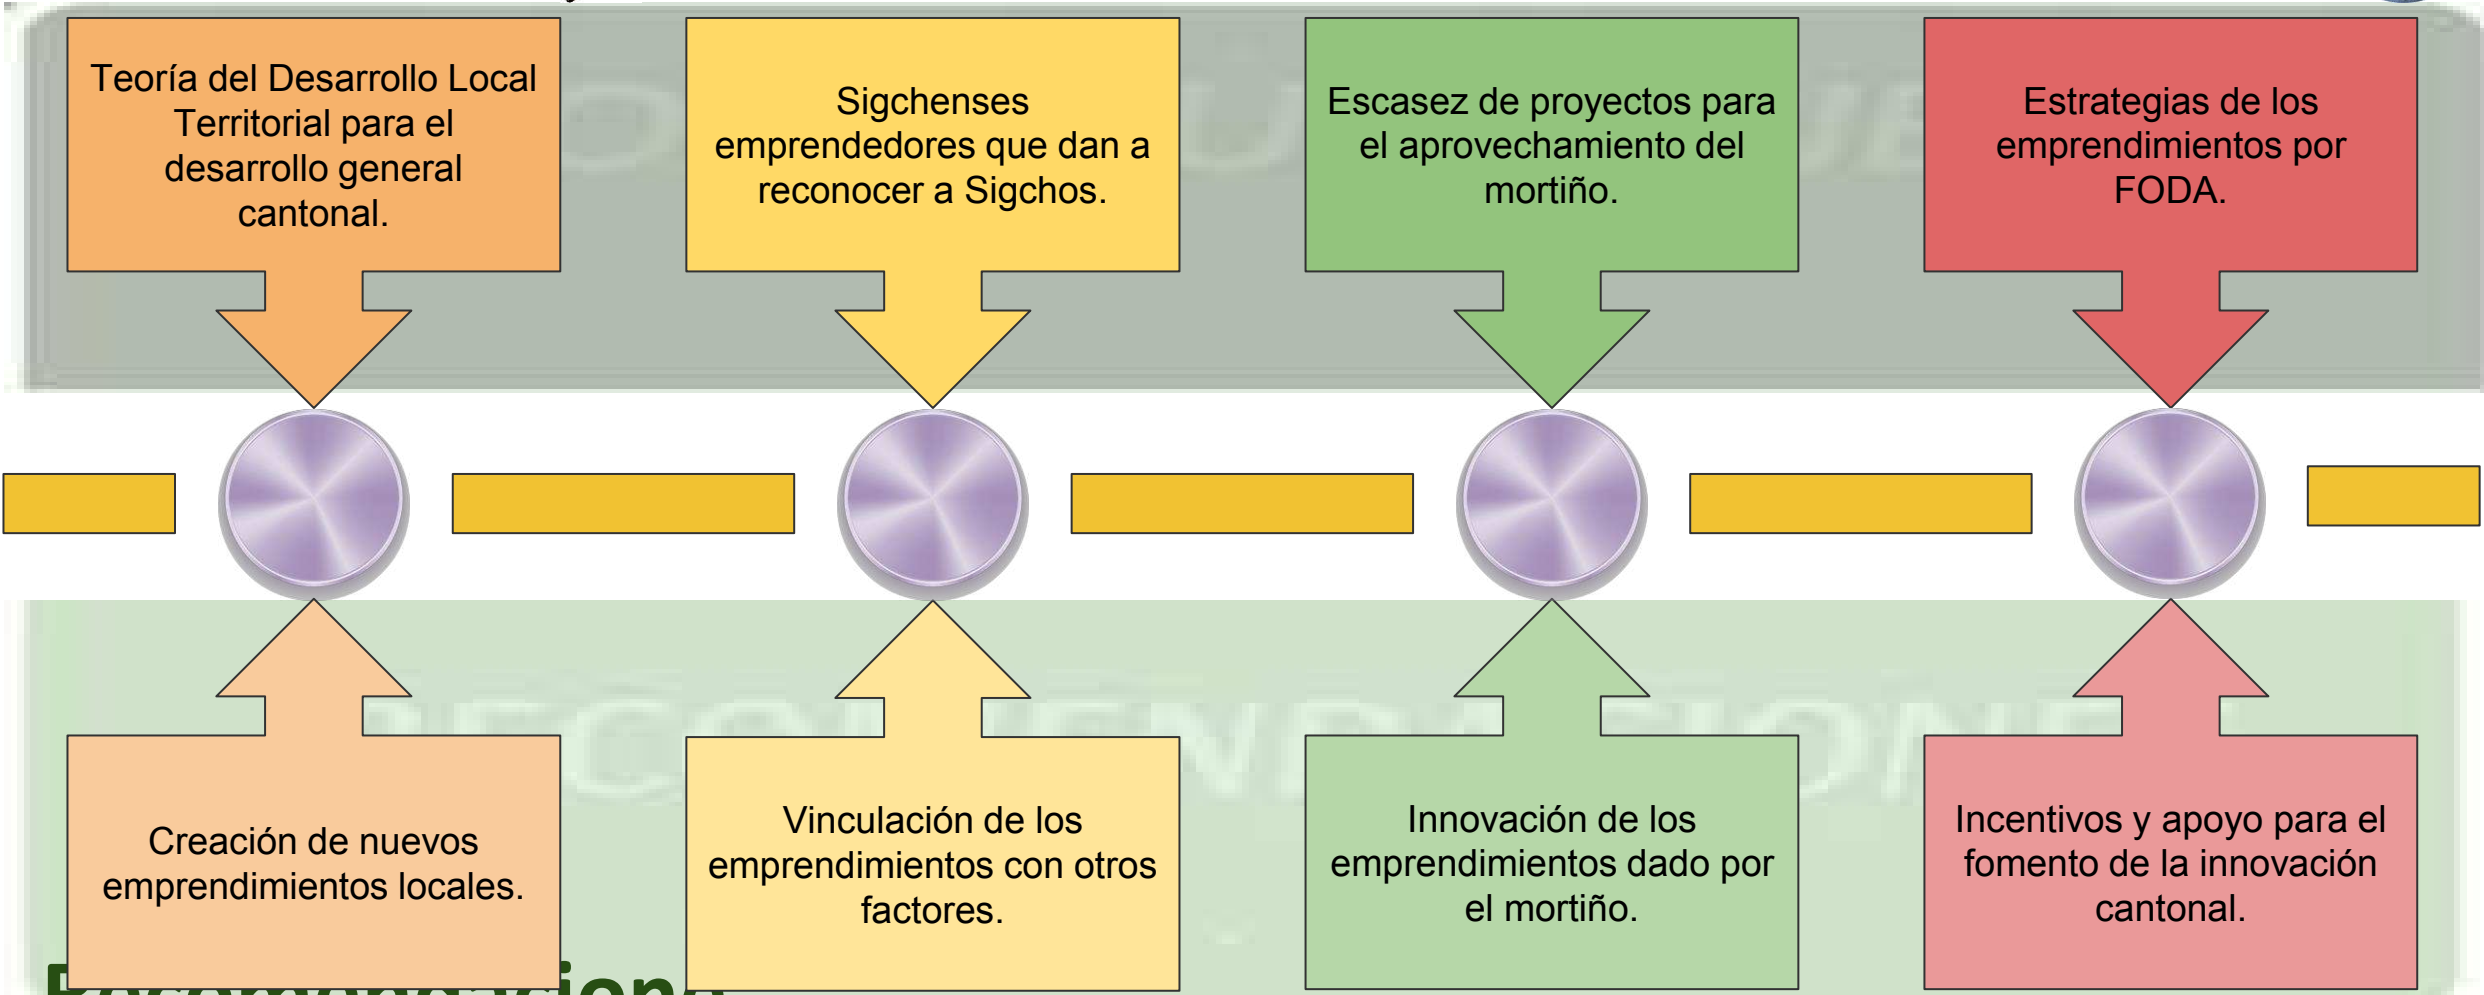 Teoría del Desarrollo Local
Territorial para el
desarrollo general
cantonal.
Sigchenses
emprendedores que dan a
reconocer a Sigchos.
Escasez de proyectos para
el aprovechamiento del
mortiño.
Estrategias de los
emprendimientos por
FODA.
Creación de nuevos
emprendimientos locales.
Vinculación de los
emprendimientos con otros
factores.
Innovación de los
emprendimientos dado por
el mortiño.
Incentivos y apoyo para el
fomento de la innovación
cantonal.
Recomendacione